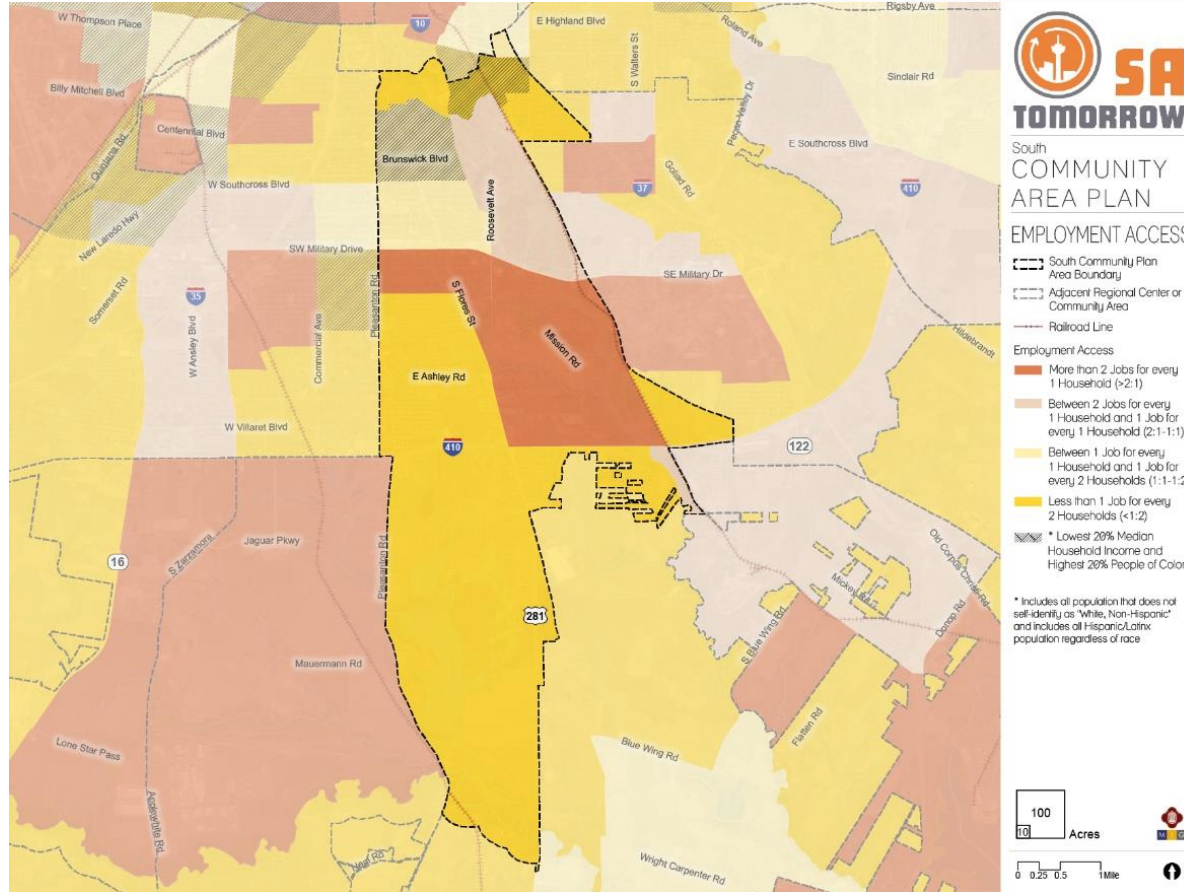 W Thompson Place
10
E Highland Blvd
Rigsby Ave
Roland Ave
S Walters St
Sinclair Rd
Billy Mitchell Blvd
Pecan Valley Dr
Centennial Blvd
Quintana Rd
Brunswick Blvd
E Southcross Blvd
Goliad Rd
W Southcross Blvd
37
410
New Laredo Hwy
Roosevelt Ave
SW Military Drive
SE Military Dr
Somerset Rd
35
Pleasanton Rd
S Flores St
W Ansley Blvd
Commercial Ave
Mission Rd
Hildebrandt
E Ashley Rd
W Villaret Blvd
410
122
16
S Zarzamora
Jaguar Pkwy
Pleasanton Rd
Old Corpus Christi Rd
Mickey
281
Donop Rd
S Blue Wing Rd
Mauermann Rd
Flatten Rd
Lone Star Pass
Blue Wing Rd
Applewhite Rd
Neal Rd
Wright Carpenter Rd
SA
TOMORROW
South
COMMUNITY
AREA PLAN
EMPLOYMENT ACCESS
South Community Plan
Area Boundary
Adjacent Regional Center or
Community Area
Railroad Line
Employment Access
More than 2 Jobs for every
1 Household (>2:1)
Between 2 Jobs for every
1 Household and 1 Job for
every 1 Household (2:1-1:1)
Between 1 Job for every
1 Household and 1 Job for
every 2 Households (1:1-1:2
Less than 1 Job for every
2 Households (<1:2)
* Lowest 20% Median
Household Income and
Highest 20% People of Color
* Includes all population that does not
self-identify as "White, Non-Hispanic"
and includes all Hispanic/Latinx
population regardless of race
100
10
Acres
M I G
0 0.25 0.5 1 Mile